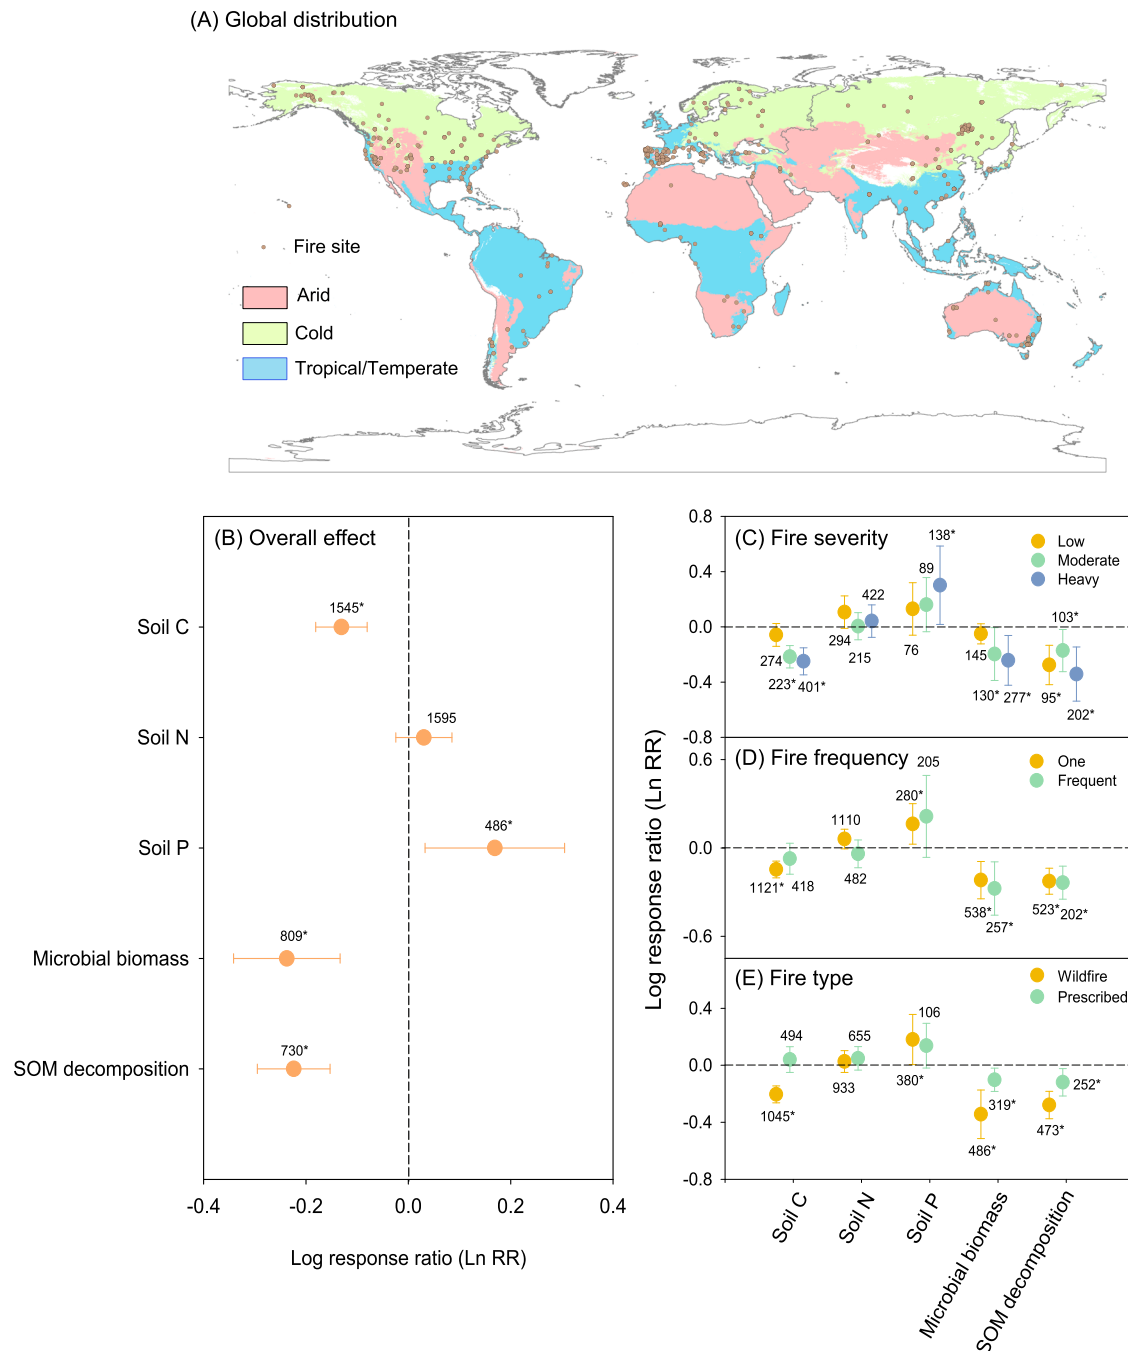 (A) Global distribution
Fire site
Arid
Cold
Tropical/Temperate
(B) Overall effect
Soil C
Soil N
Soil P
Microbial biomass
SOM decomposition
1545*
1595
486*
809*
730*
-0.4
-0.2
0.0
0.2
0.4
Log response ratio (Ln RR)
Log response ratio (Ln RR)
(C) Fire severity
Low
Moderate
Heavy
0.8
0.4
0.0
-0.4
-0.8
274
223*
401*
294
215
422
76
89
138*
145
130*
277*
95*
103*
202*
(D) Fire frequency
One
Frequent
0.6
0.0
-0.6
1121*
418
1110
482
280*
205
538*
257*
523*
202*
(E) Fire type
Wildfire
Prescribed
0.4
0.0
-0.4
-0.8
1045*
494
933
655
380*
106
486*
319*
473*
252*
Soil C
Soil N
Soil P
Microbial biomass
SOM decomposition